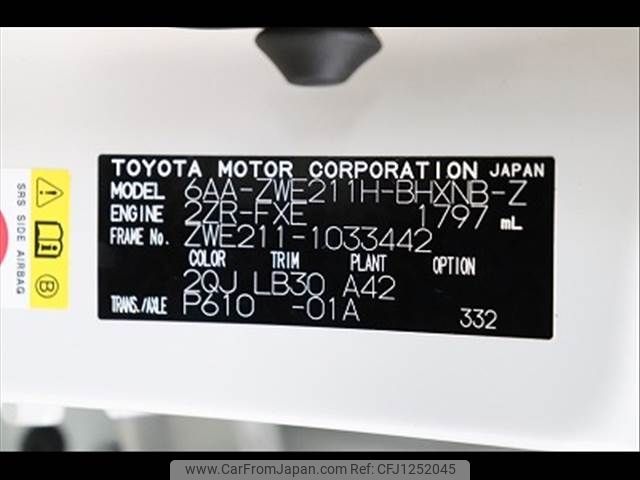 TOYOTA MOTOR CORPORATION JAPAN
MODEL 6AA-ZWE211H-BHXNB-Z
ENGINE 2ZR-FXE 1797 mL
FRAME No. ZWE211-1033442
COLOR TRIM PLANT OPTION
2QJ LB30 A42
TRANS./AXLE P610 -01A
332
SRS SIDE AIRBAG
B
www.CarFromJapan.com | ID:CFJ1252045